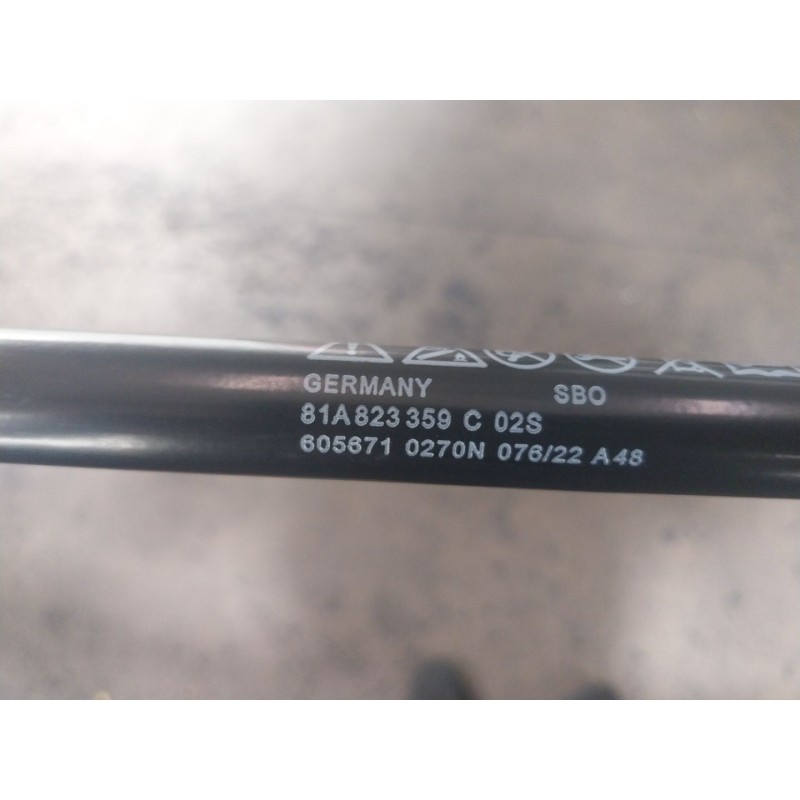 GERMANY SBO
81A 823 359 C 02S
605671 0270N 076/22 A48